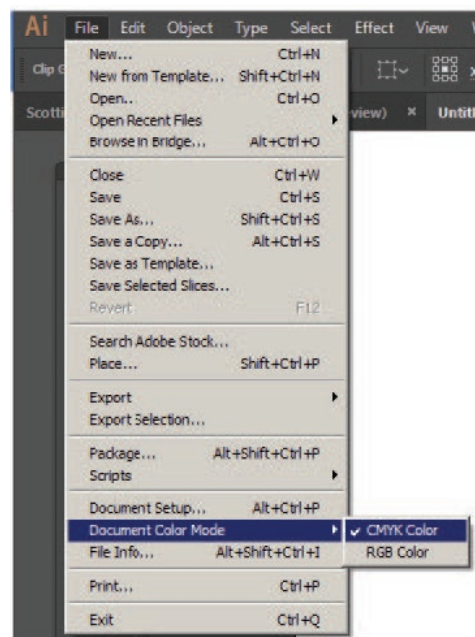 Ai File Edit Object Type Select Effect View
Clip G
Scotti
view) × Untitl
New... Ctrl+N
New from Template... Shift+Ctrl+N
Open... Ctrl+O
Open Recent Files
Browse in Bridge... Alt+Ctrl+O
Close Ctrl+W
Save Ctrl+S
Save As... Shift+Ctrl+S
Save a Copy... Alt+Ctrl+S
Save as Template...
Save Selected Slices...
Revert F12
Search Adobe Stock...
Place... Shift+Ctrl+P
Export
Export Selection...
Package... Alt+Shift+Ctrl+P
Scripts
Document Setup... Alt+Ctrl+P
Document Color Mode
CMYK Color
RGB Color
File Info... Alt+Shift+Ctrl+I
Print... Ctrl+P
Exit Ctrl+Q